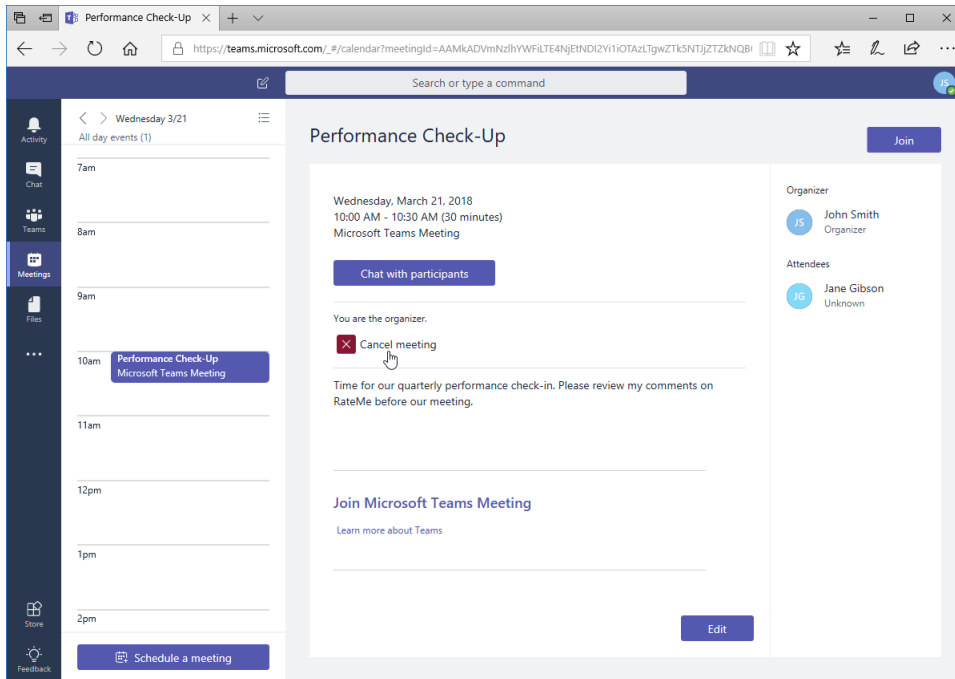 Performance Check-Up
https://teams.microsoft.com/_#/calendar?meetingId=AAMkADVmNzlhYWFiLTE4NjEtNDI2Yi1iOTAzLTgwZTk5NTJjZTZkNQB
Search or type a command
JS
Activity
Chat
Teams
Meetings
Files
Store
Feedback
Wednesday 3/21
All day events (1)
7am
8am
9am
10am
Performance Check-Up
Microsoft Teams Meeting
11am
12pm
1pm
2pm
Schedule a meeting
Performance Check-Up
Join
Wednesday, March 21, 2018
10:00 AM - 10:30 AM (30 minutes)
Microsoft Teams Meeting
Chat with participants
You are the organizer.
Cancel meeting
Time for our quarterly performance check-in. Please review my comments on
RateMe before our meeting.
Join Microsoft Teams Meeting
Learn more about Teams
Edit
Organizer
JS
John Smith
Organizer
Attendees
JG
Jane Gibson
Unknown